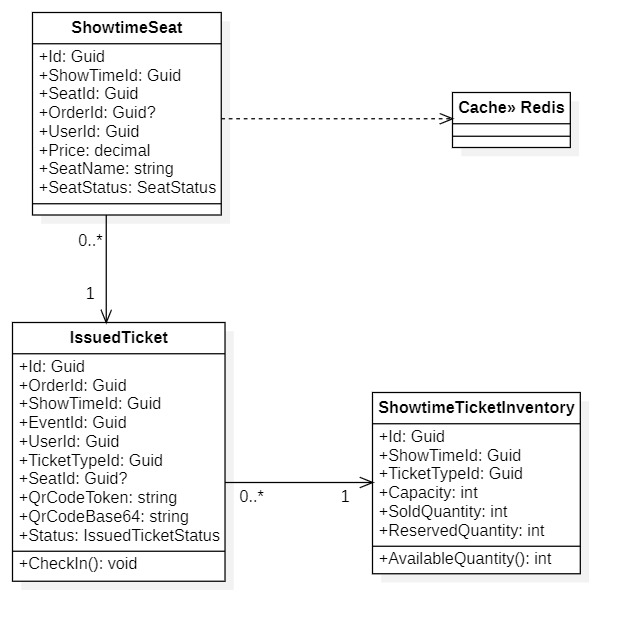 ShowtimeSeat
+Id: Guid
+ShowTimeId: Guid
+SeatId: Guid
+OrderId: Guid?
+UserId: Guid
+Price: decimal
+SeatName: string
+SeatStatus: SeatStatus
Cache» Redis
0..*
1
IssuedTicket
+Id: Guid
+OrderId: Guid
+ShowTimeId: Guid
+EventId: Guid
+UserId: Guid
+TicketTypeId: Guid
+SeatId: Guid?
+QrCodeToken: string
+QrCodeBase64: string
+Status: IssuedTicketStatus
+CheckIn(): void
0..*
1
ShowtimeTicketInventory
+Id: Guid
+ShowTimeId: Guid
+TicketTypeId: Guid
+Capacity: int
+SoldQuantity: int
+ReservedQuantity: int
+AvailableQuantity(): int